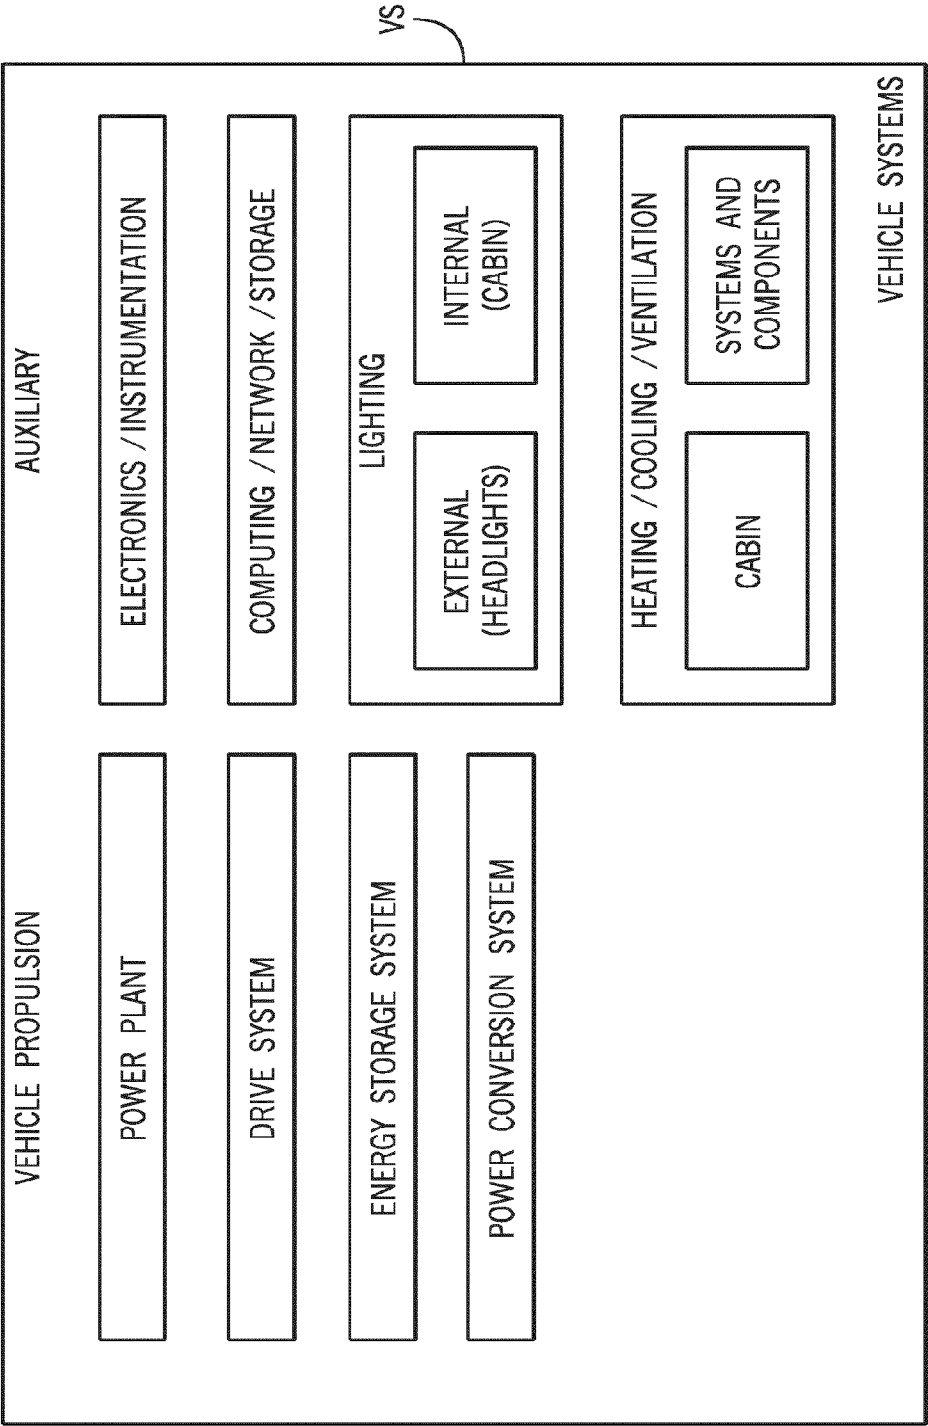 VS
VEHICLE PROPULSION
POWER PLANT
DRIVE SYSTEM
ENERGY STORAGE SYSTEM
POWER CONVERSION SYSTEM
AUXILIARY
ELECTRONICS /INSTRUMENTATION
COMPUTING /NETWORK /STORAGE
LIGHTING
EXTERNAL
(HEADLIGHTS)
INTERNAL
(CABIN)
HEATING /COOLING /VENTILATION
CABIN
SYSTEMS AND
COMPONENTS
VEHICLE SYSTEMS